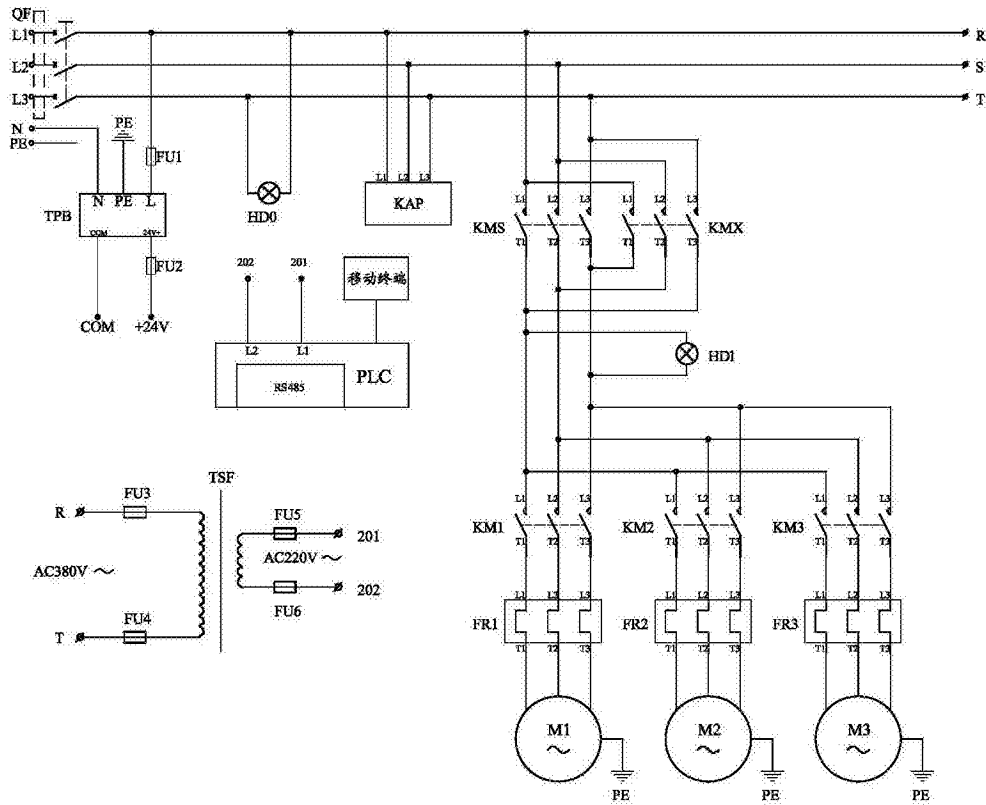 QF
L1 R
L2 S
L3 T
N
PE
PE
FU1
N PE L
TPB
COM 24V+
FU2
COM +24V
HD0
L1 L2 L3
KAP
202 201
移动终端
L2 L1
PLC
RS485
L1 L2 L3 L1 L2 L3
KMS KMX
T1 T2 T3 T1 T2 T3
HD1
TSF
R FU3
AC380V
T FU4
FU5
201
AC220V
202
FU6
L1 L2 L3 L1 L2 L3 L1 L2 L3
KM1 KM2 KM3
T1 T2 T3 T1 T2 T3 T1 T2 T3
L1 L2 L3 L1 L2 L3 L1 L2 L3
FR1 FR2 FR3
T1 T2 T3 T1 T2 T3 T1 T2 T3
M1 M2 M3
PE PE PE